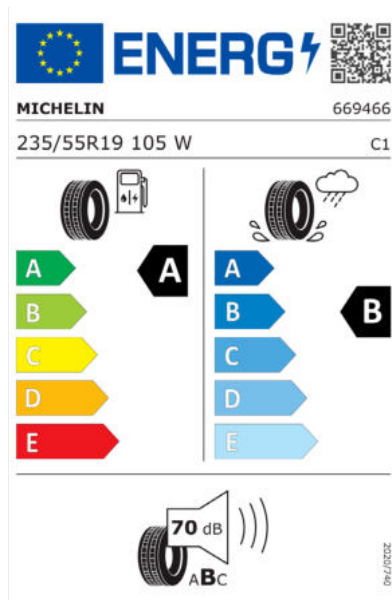 ENERG
MICHELIN 669466
235/55R19 105 W C1
A A A
B B B
C C
D D
E E
70 dB
ABC
2020/740